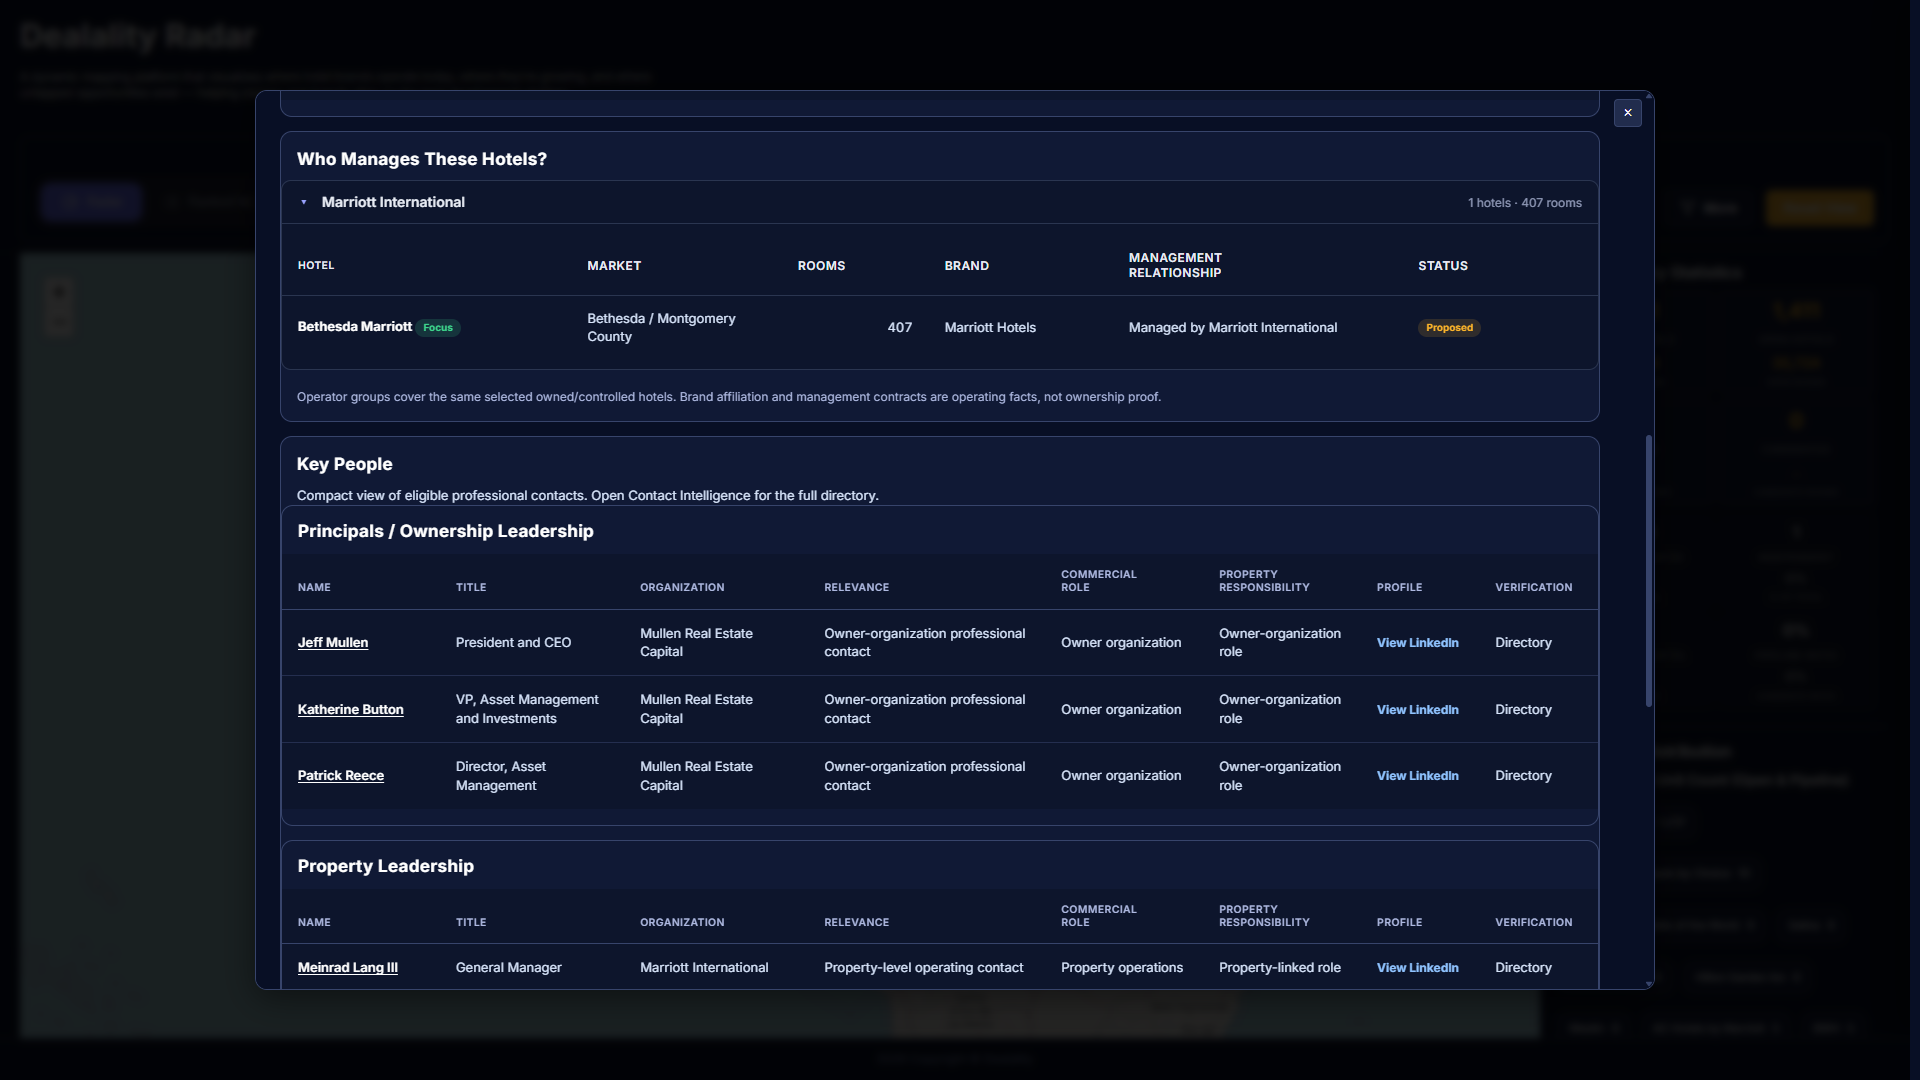 Deaiality Radar
×
Who Manages These Hotels?
▾ Marriott International
1 hotels · 407 rooms
HOTEL MARKET ROOMS BRAND MANAGEMENT RELATIONSHIP STATUS
Bethesda Marriott Focus Bethesda / Montgomery County 407 Marriott Hotels Managed by Marriott International Proposed
Operator groups cover the same selected owned/controlled hotels. Brand affiliation and management contracts are operating facts, not ownership proof.
Key People
Compact view of eligible professional contacts. Open Contact Intelligence for the full directory.
Principals / Ownership Leadership
NAME TITLE ORGANIZATION RELEVANCE COMMERCIAL ROLE PROPERTY RESPONSIBILITY PROFILE VERIFICATION
Jeff Mullen President and CEO Mullen Real Estate Capital Owner-organization professional contact Owner organization Owner-organization role View LinkedIn Directory
Katherine Button VP, Asset Management and Investments Mullen Real Estate Capital Owner-organization professional contact Owner organization Owner-organization role View LinkedIn Directory
Patrick Reece Director, Asset Management Mullen Real Estate Capital Owner-organization professional contact Owner organization Owner-organization role View LinkedIn Directory
Property Leadership
NAME TITLE ORGANIZATION RELEVANCE COMMERCIAL ROLE PROPERTY RESPONSIBILITY PROFILE VERIFICATION
Meinrad Lang III General Manager Marriott International Property-level operating contact Property operations Property-linked role View LinkedIn Directory